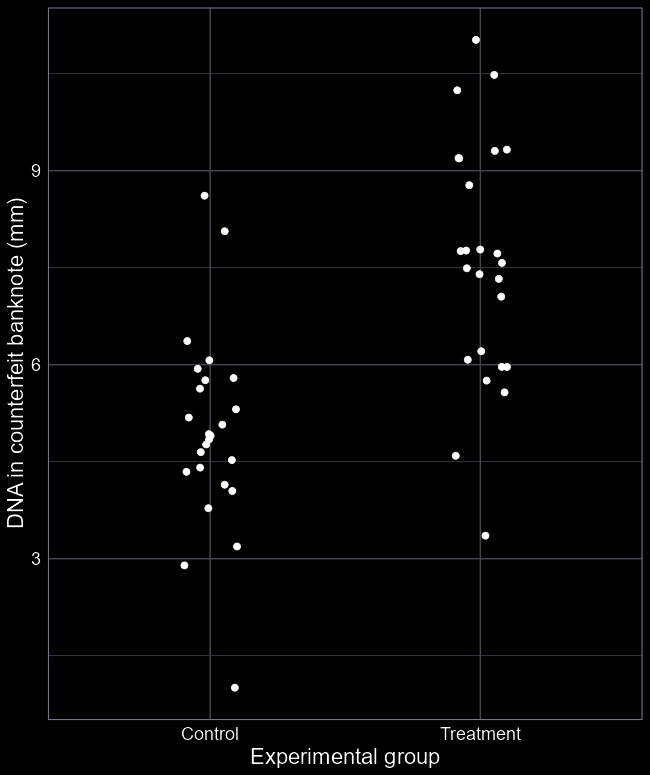 DNA in counterfeit banknote (mm)
9
6
3
Control Treatment
Experimental group